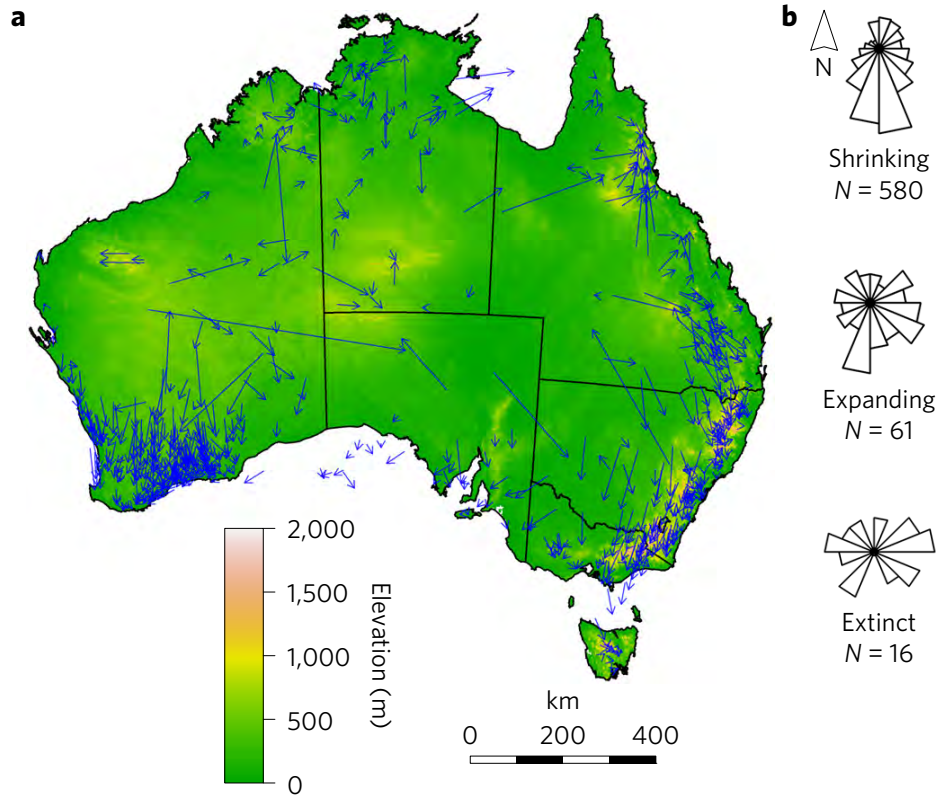 a
2,000
1,500
1,000
500
0
Elevation (m)
km
0 200 400
b
N
Shrinking
N = 580
Expanding
N = 61
Extinct
N = 16